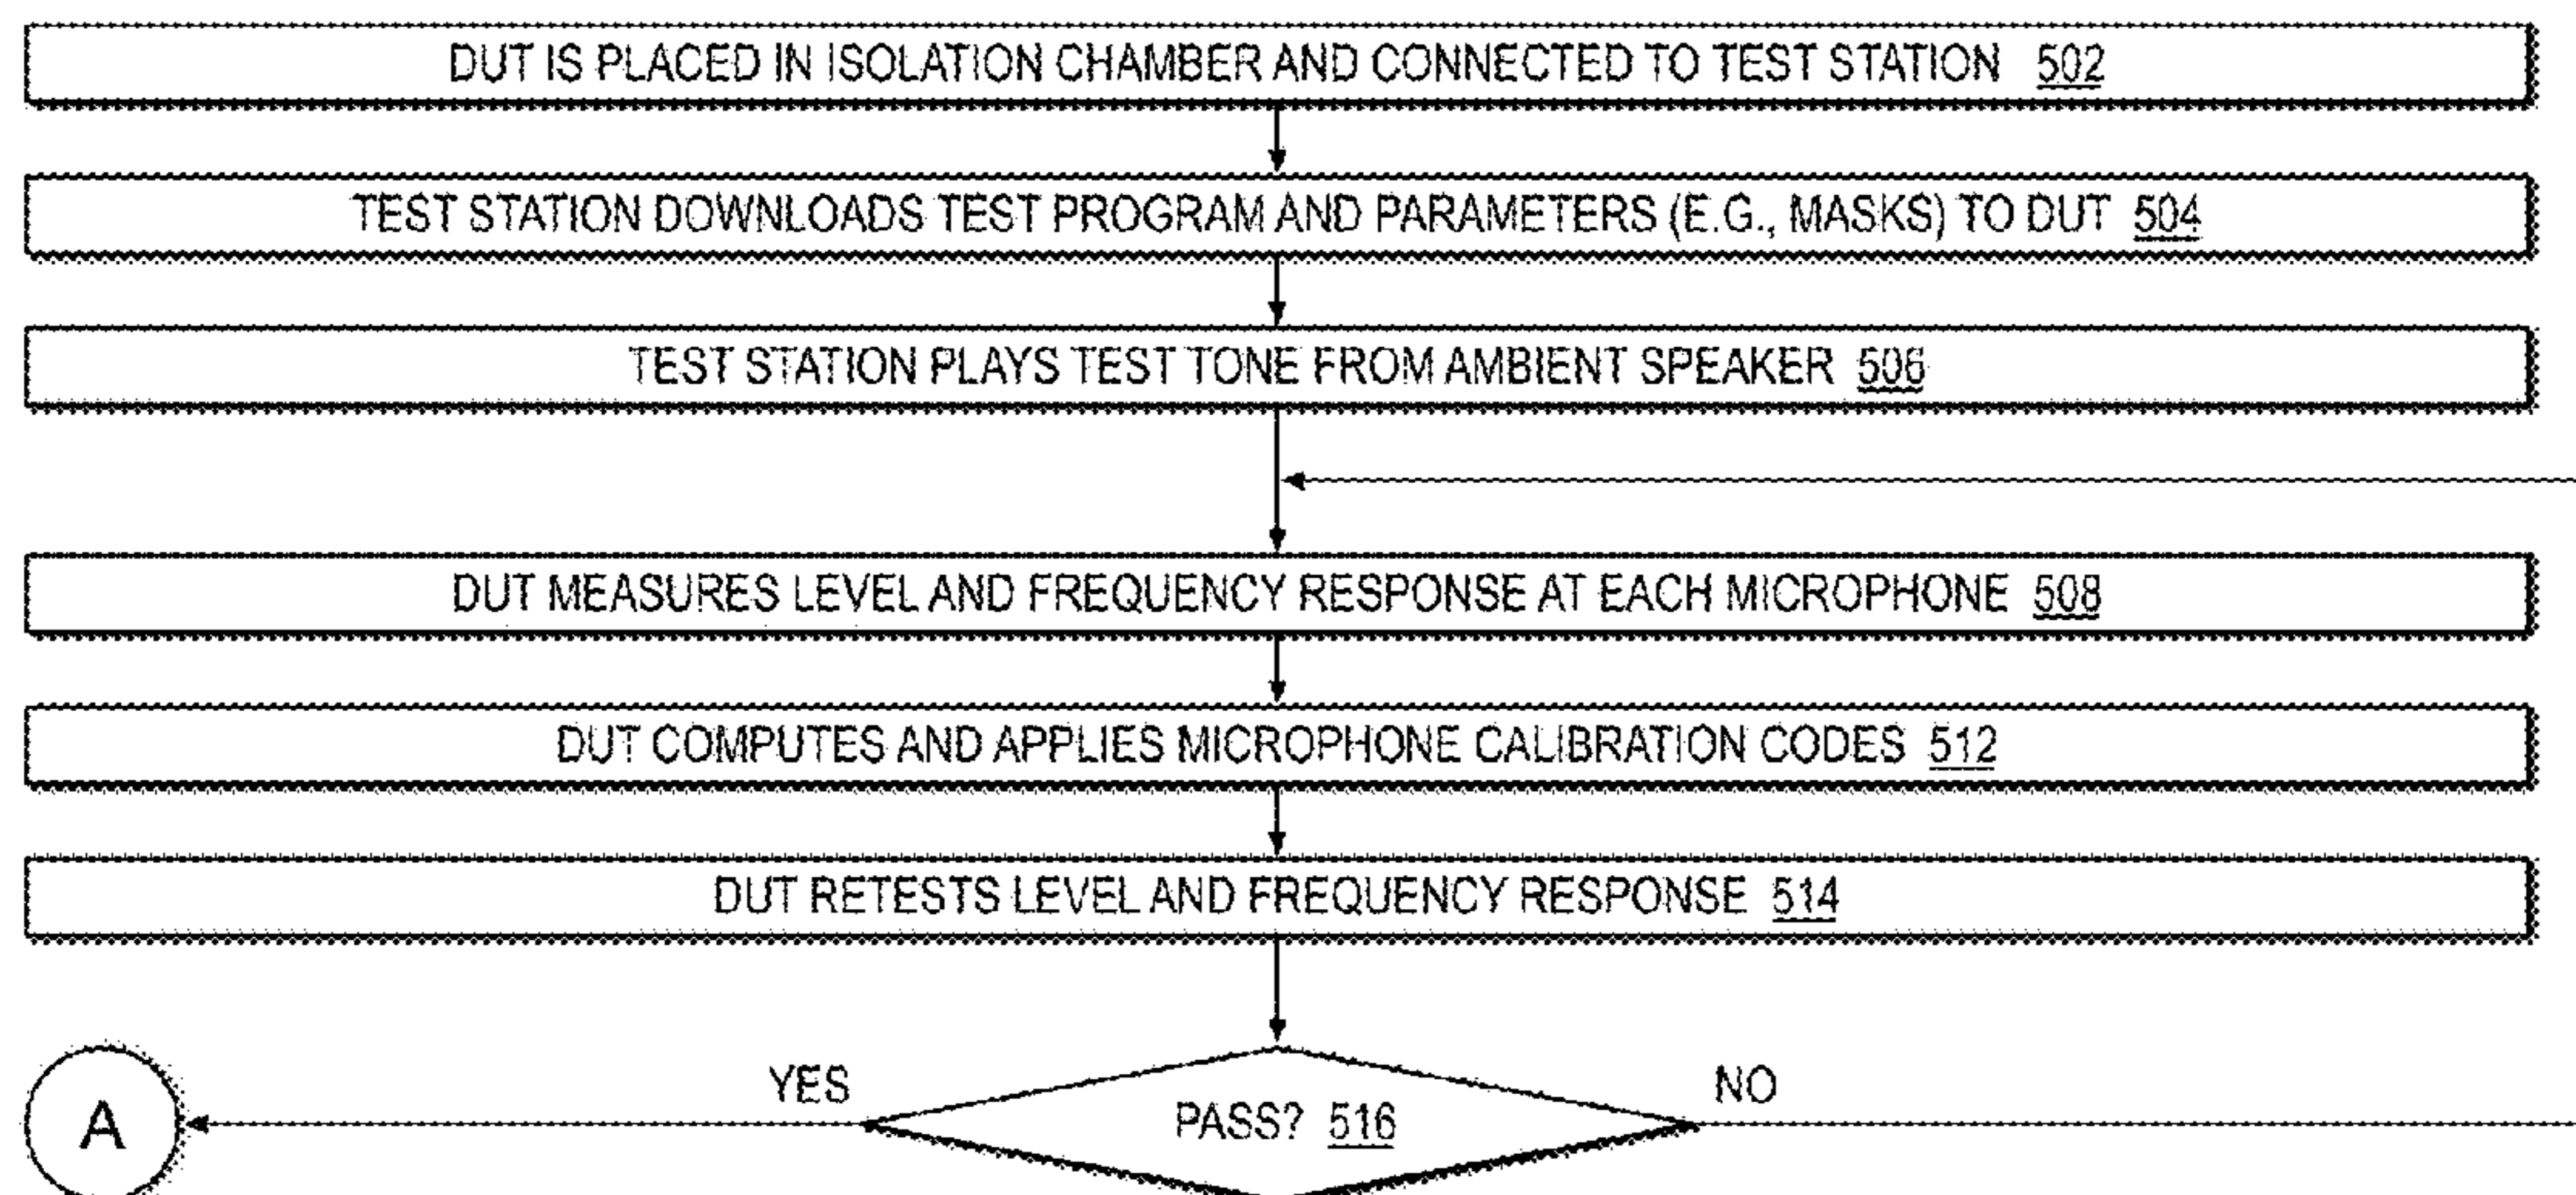 DUT IS PLACED IN ISOLATION CHAMBER AND CONNECTED TO TEST STATION 502
TEST STATION DOWNLOADS TEST PROGRAM AND PARAMETERS (E.G., MASKS) TO DUT 504
TEST STATION PLAYS TEST TONE FROM AMBIENT SPEAKER 506
DUT MEASURES LEVEL AND FREQUENCY RESPONSE AT EACH MICROPHONE 508
DUT COMPUTES AND APPLIES MICROPHONE CALIBRATION CODES 512
DUT RETESTS LEVEL AND FREQUENCY RESPONSE 514
YES
NO
A
PASS? 516